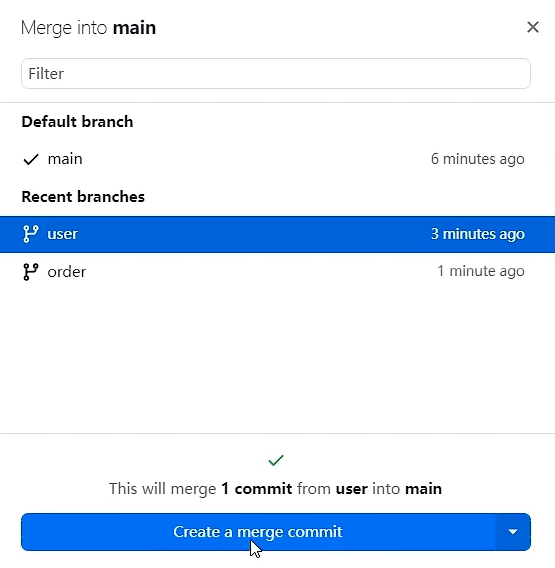 Merge into main
Filter
Default branch
main 6 minutes ago
Recent branches
user 3 minutes ago
order 1 minute ago
This will merge 1 commit from user into main
Create a merge commit